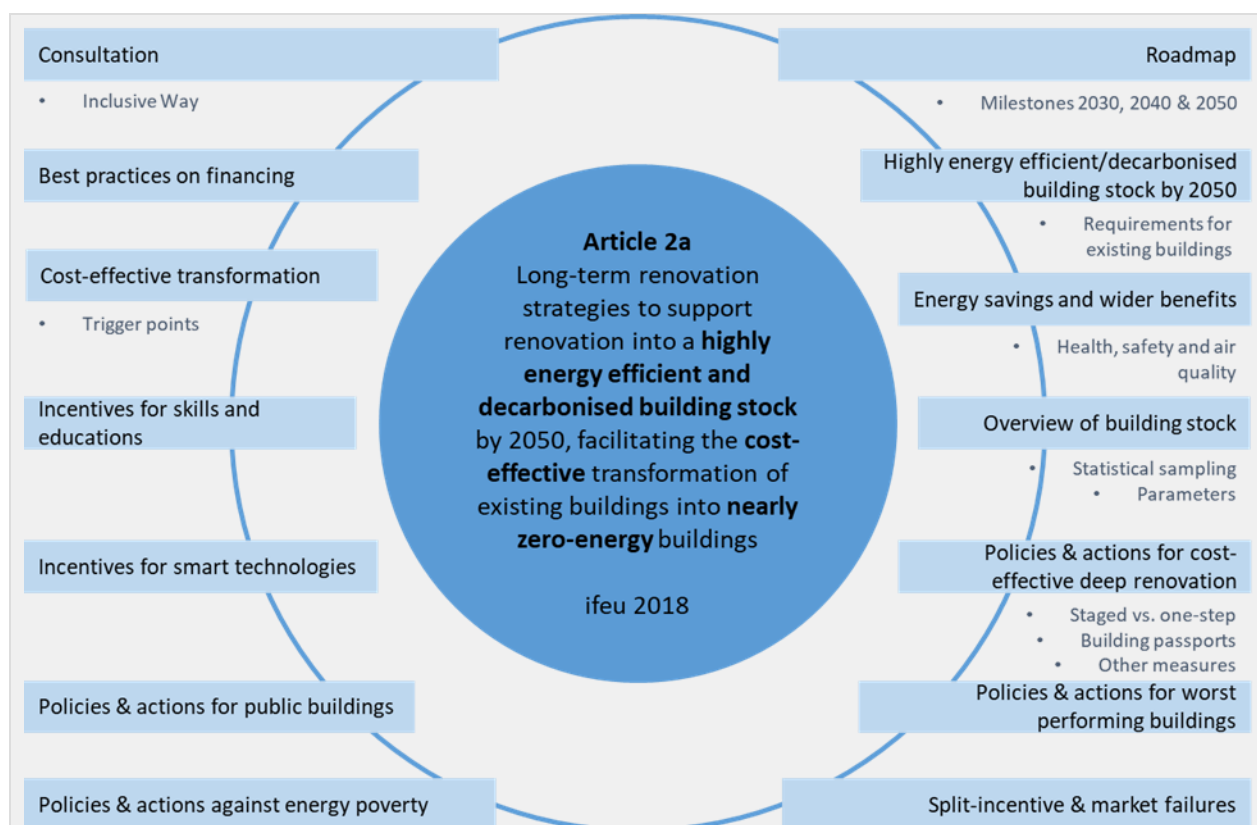 Consultation
• Inclusive Way
Best practices on financing
Cost-effective transformation
• Trigger points
Incentives for skills and
educations
Incentives for smart technologies
Policies & actions for public buildings
Policies & actions against energy poverty
Article 2a
Long-term renovation
strategies to support
renovation into a highly
energy efficient and
decarbonised building stock
by 2050, facilitating the cost-
effective transformation of
existing buildings into nearly
zero-energy buildings
ifeu 2018
Roadmap
• Milestones 2030, 2040 & 2050
Highly energy efficient/decarbonised
building stock by 2050
• Requirements for
existing buildings
Energy savings and wider benefits
• Health, safety and air
quality
Overview of building stock
• Statistical sampling
• Parameters
Policies & actions for cost-
effective deep renovation
• Staged vs. one-step
• Building passports
• Other measures
Policies & actions for worst
performing buildings
Split-incentive & market failures